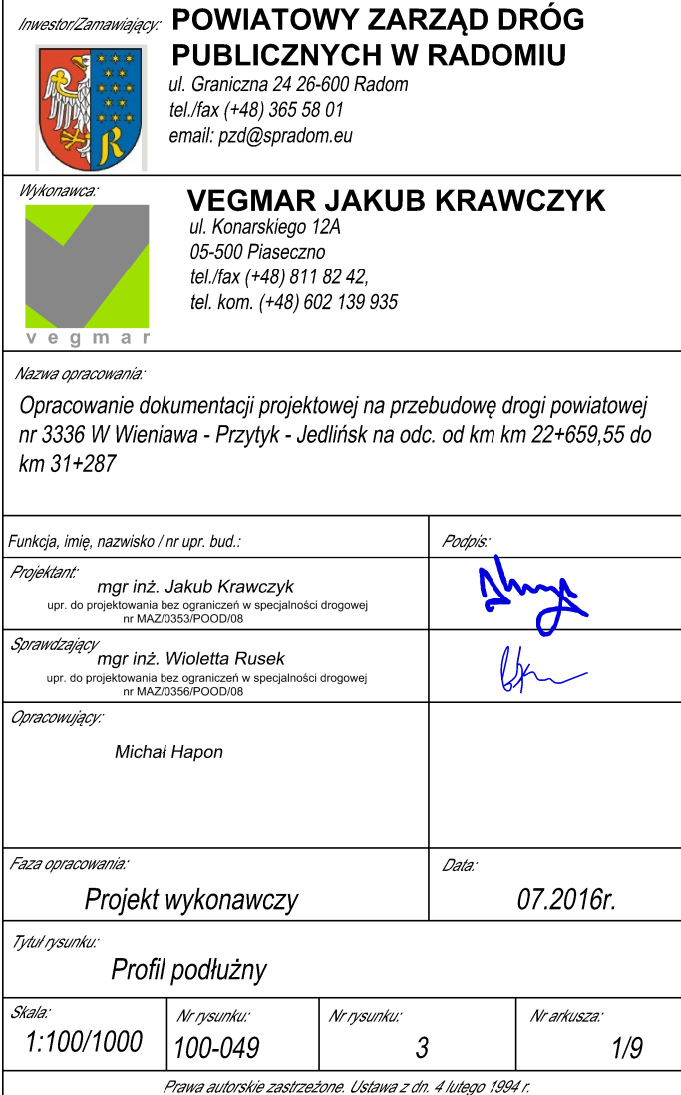 Inwestor/Zamawiający: POWIATOWY ZARZĄD DRÓG
PUBLICZNYCH W RADOMIU
ul. Graniczna 24 26-600 Radom
tel./fax (+48) 365 58 01
email: pzd@spradom.eu
R
Wykonawca:
VEGMAR JAKUB KRAWCZYK
ul. Konarskiego 12A
05-500 Piaseczno
tel./fax (+48) 811 82 42,
tel. kom. (+48) 602 139 935
vegmar
Nazwa opracowania:
Opracowanie dokumentacji projektowej na przebudowę drogi powiatowej
nr 3336 W Wieniawa - Przytyk - Jedlińsk na odc. od km km 22+659,55 do
km 31+287
Funkcja, imię, nazwisko / nr upr. bud.: Podpis:
Projektant:
mgr inż. Jakub Krawczyk
upr. do projektowania bez ograniczeń w specjalności drogowej
nr MAZ/0353/POOD/08
Sprawdzający
mgr inż. Wioletta Rusek
upr. do projektowania bez ograniczeń w specjalności drogowej
nr MAZ/0356/POOD/08
Opracowujący:
Michał Hapon
Faza opracowania: Data:
Projekt wykonawczy 07.2016r.
Tytuł rysunku:
Profil podłużny
Skala: Nr rysunku: Nr rysunku: Nr arkusza:
1:100/1000 100-049 3 1/9
Prawa autorskie zastrzeżone. Ustawa z dn. 4 lutego 1994 r.